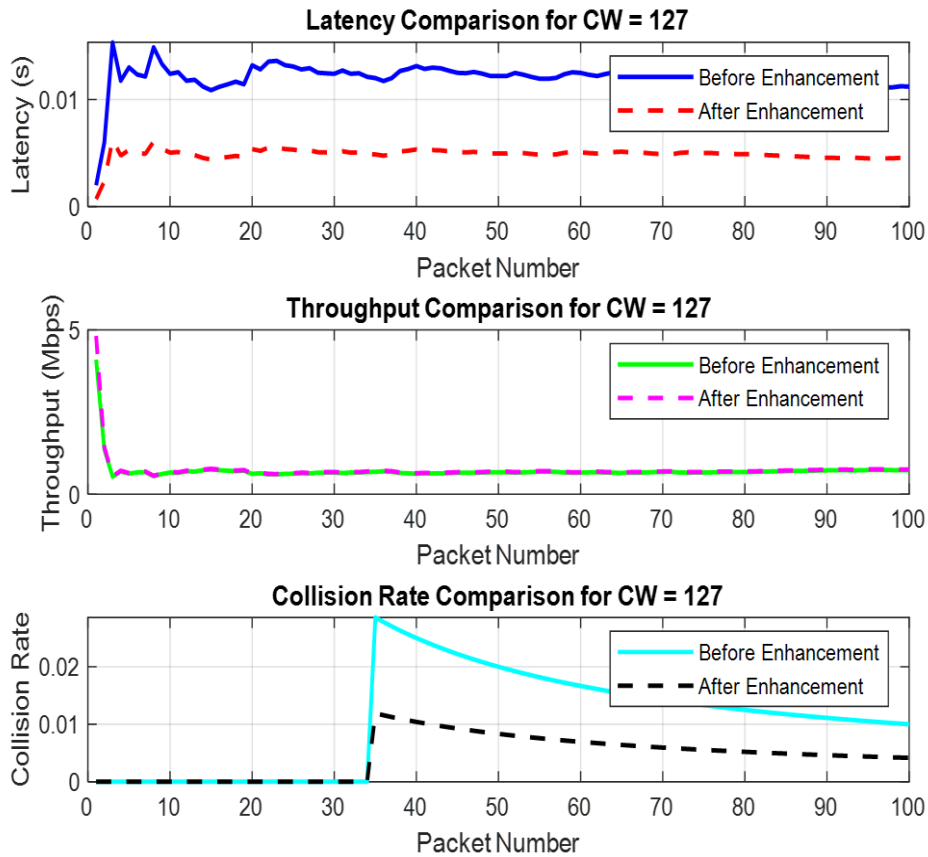 Latency Comparison for CW = 127
Latency (s)
0.01
0
Before Enhancement
After Enhancement
0 10 20 30 40 50 60 70 80 90 100
Packet Number
Throughput Comparison for CW = 127
Throughput (Mbps)
5
0
Before Enhancement
After Enhancement
0 10 20 30 40 50 60 70 80 90 100
Packet Number
Collision Rate Comparison for CW = 127
Collision Rate
0.02
0.01
0
Before Enhancement
After Enhancement
0 10 20 30 40 50 60 70 80 90 100
Packet Number